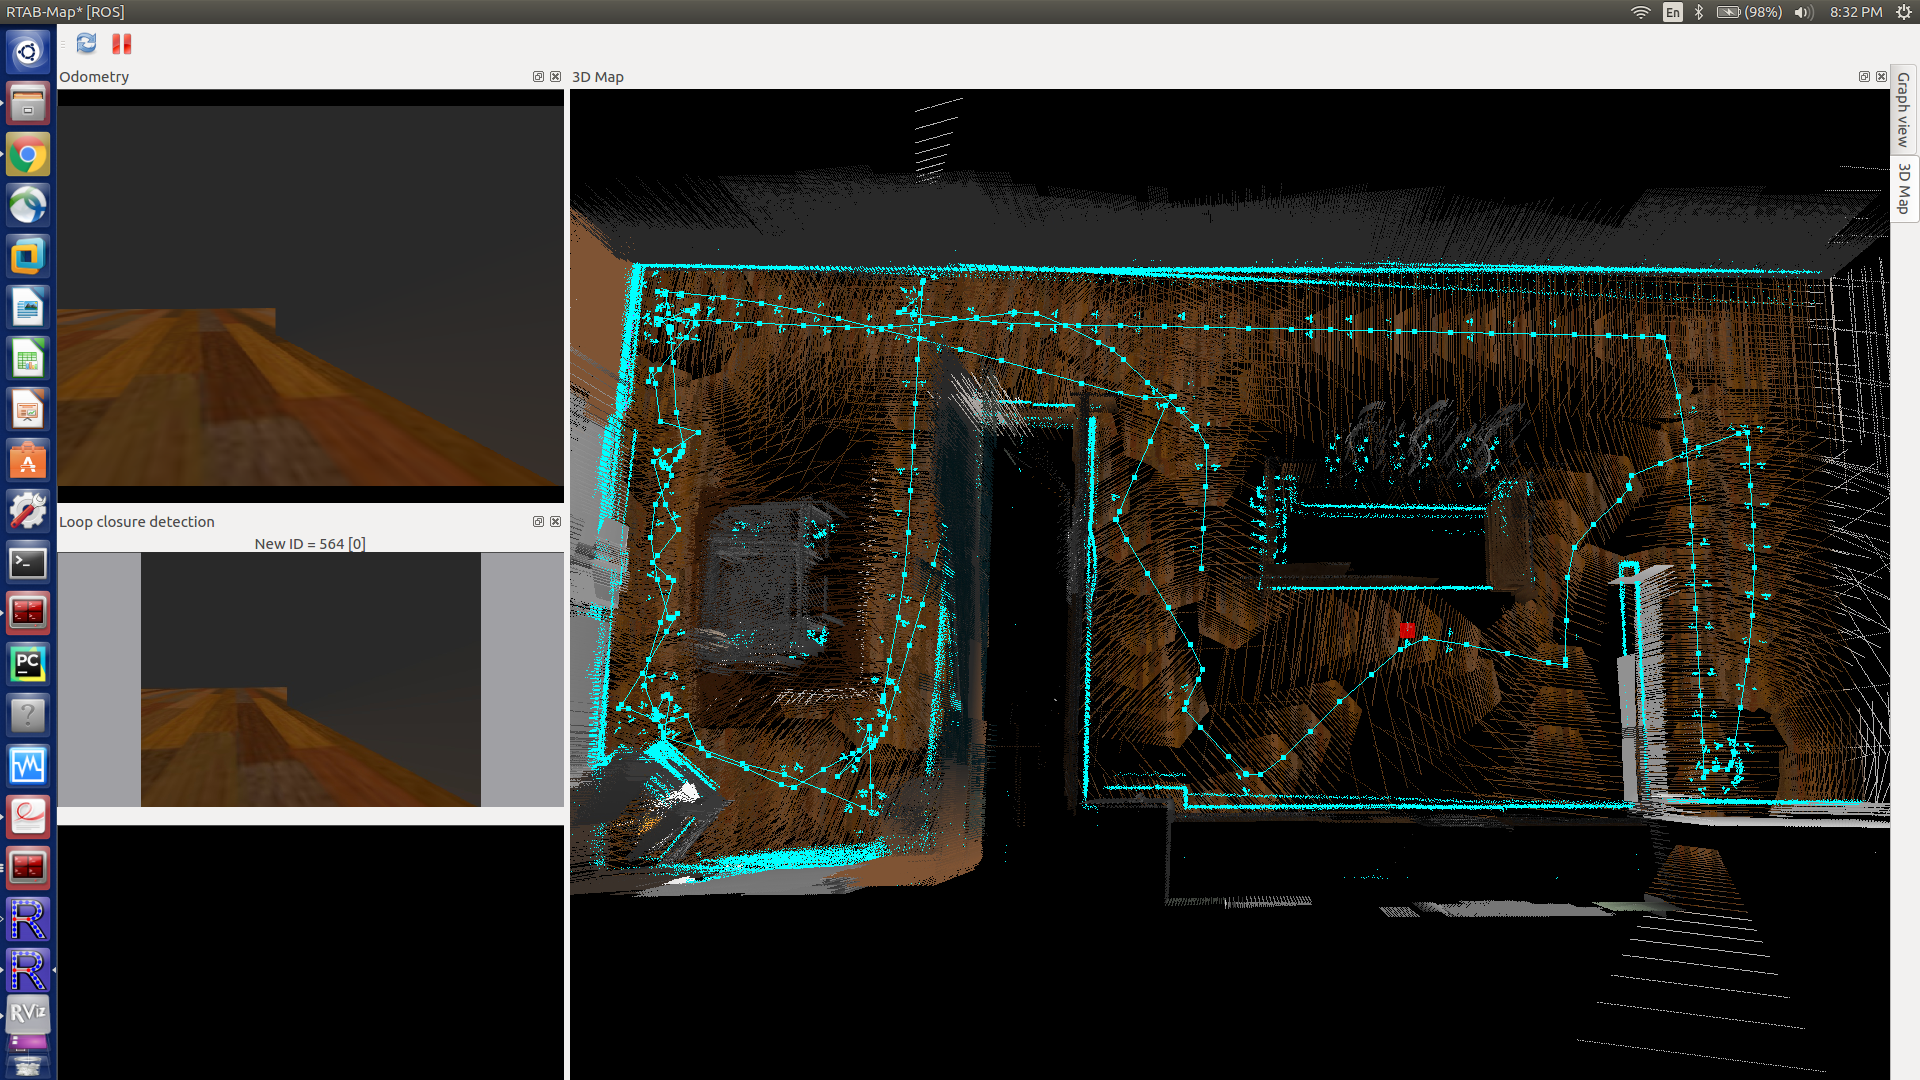 RTAB-Map* [ROS]
En
(98%)
8:32 PM
Odometry
3D Map
Graph view
3D Map
Loop closure detection
New ID = 564 [0]
PC
?
R
R
RViz